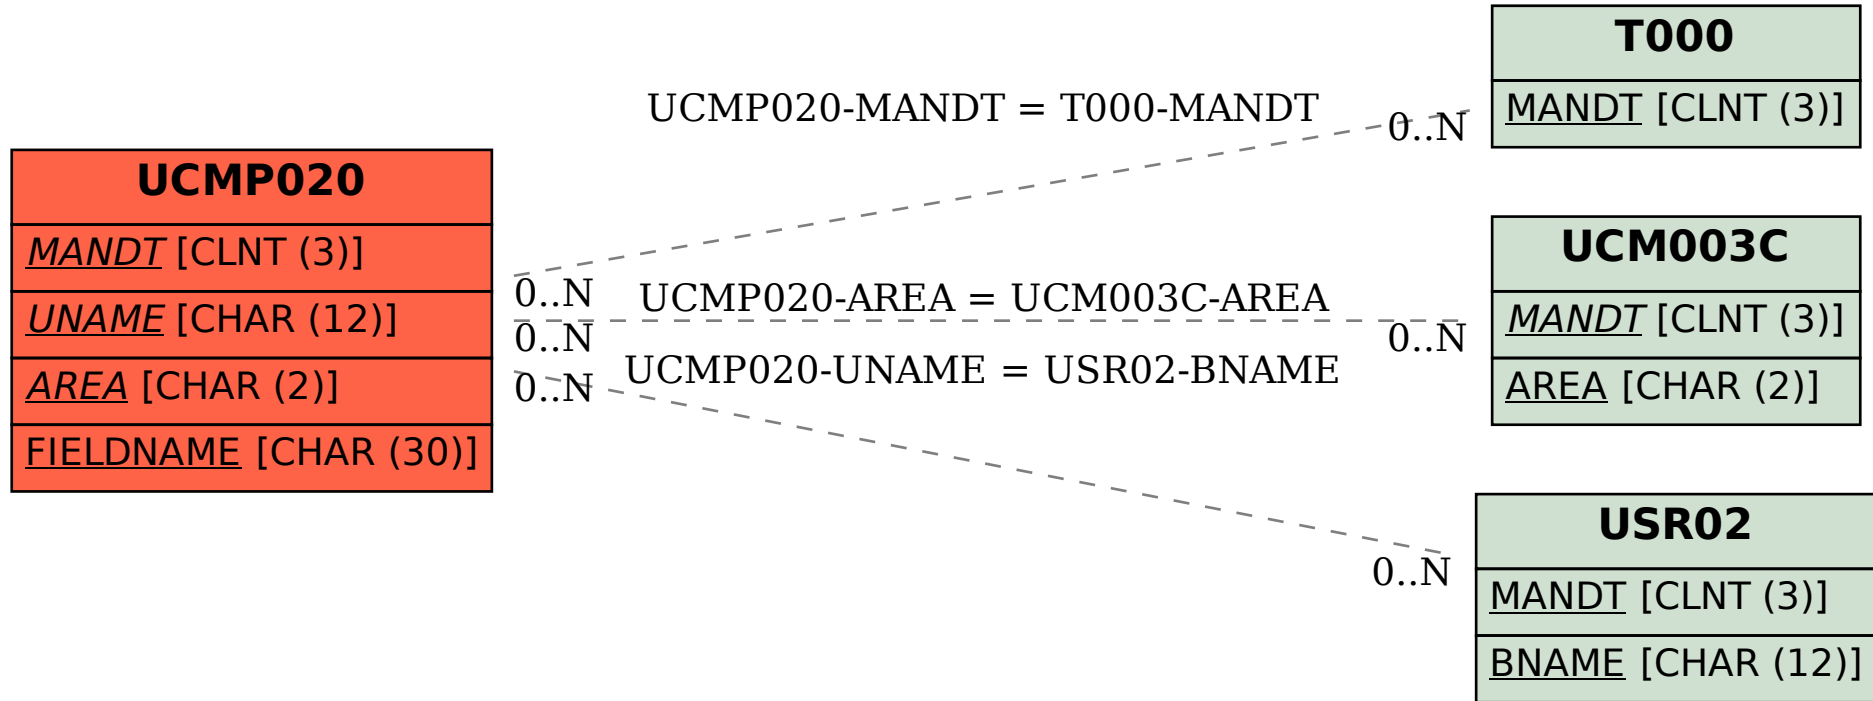 UCMP020
MANDT [CLNT (3)]
UNAME [CHAR (12)]
AREA [CHAR (2)]
FIELDNAME [CHAR (30)]
UCMP020-MANDT = T000-MANDT
0..N
0..N
UCMP020-AREA = UCM003C-AREA
0..N
0..N
UCMP020-UNAME = USR02-BNAME
0..N
0..N
T000
MANDT [CLNT (3)]
UCM003C
MANDT [CLNT (3)]
AREA [CHAR (2)]
USR02
MANDT [CLNT (3)]
BNAME [CHAR (12)]